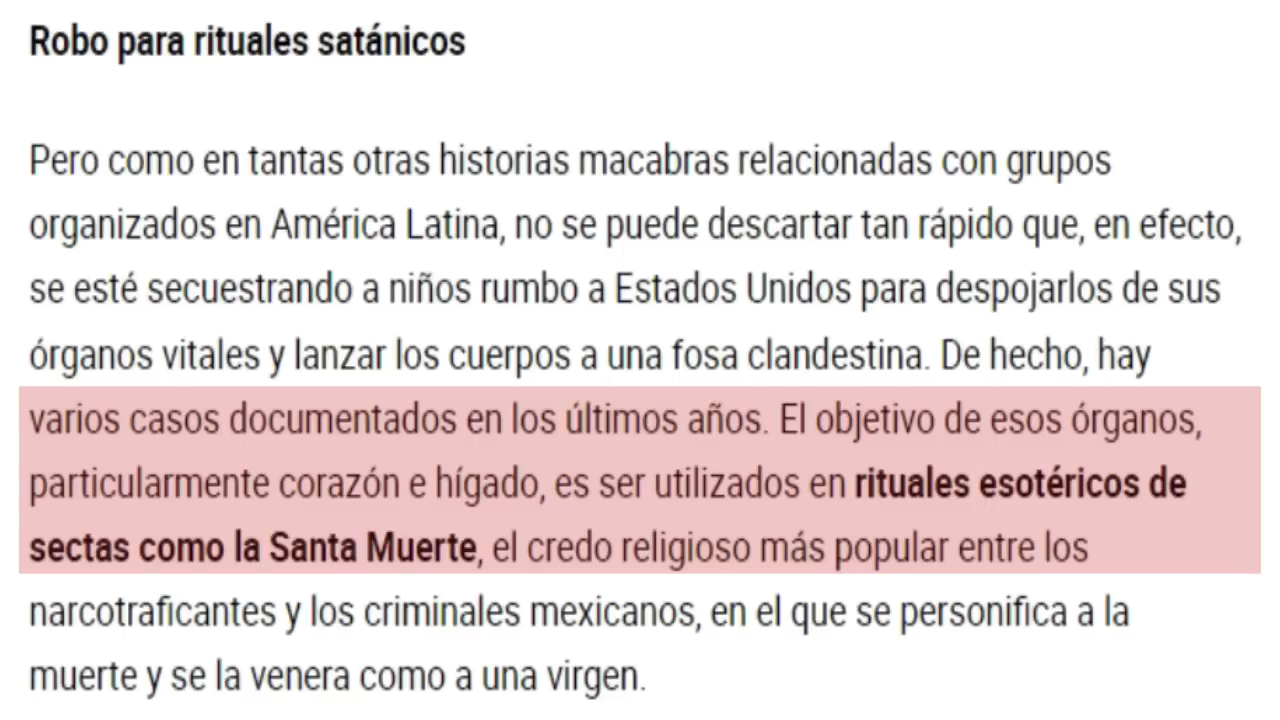 Robo para rituales satánicos
Pero como en tantas otras historias macabras relacionadas con grupos
organizados en América Latina, no se puede descartar tan rápido que, en efecto,
se esté secuestrando a niños rumbo a Estados Unidos para despojarlos de sus
órganos vitales y lanzar los cuerpos a una fosa clandestina. De hecho, hay
varios casos documentados en los últimos años. El objetivo de esos órganos,
particularmente corazón e hígado, es ser utilizados en rituales esotéricos de
sectas como la Santa Muerte, el credo religioso más popular entre los
narcotraficantes y los criminales mexicanos, en el que se personifica a la
muerte y se la venera como a una virgen.